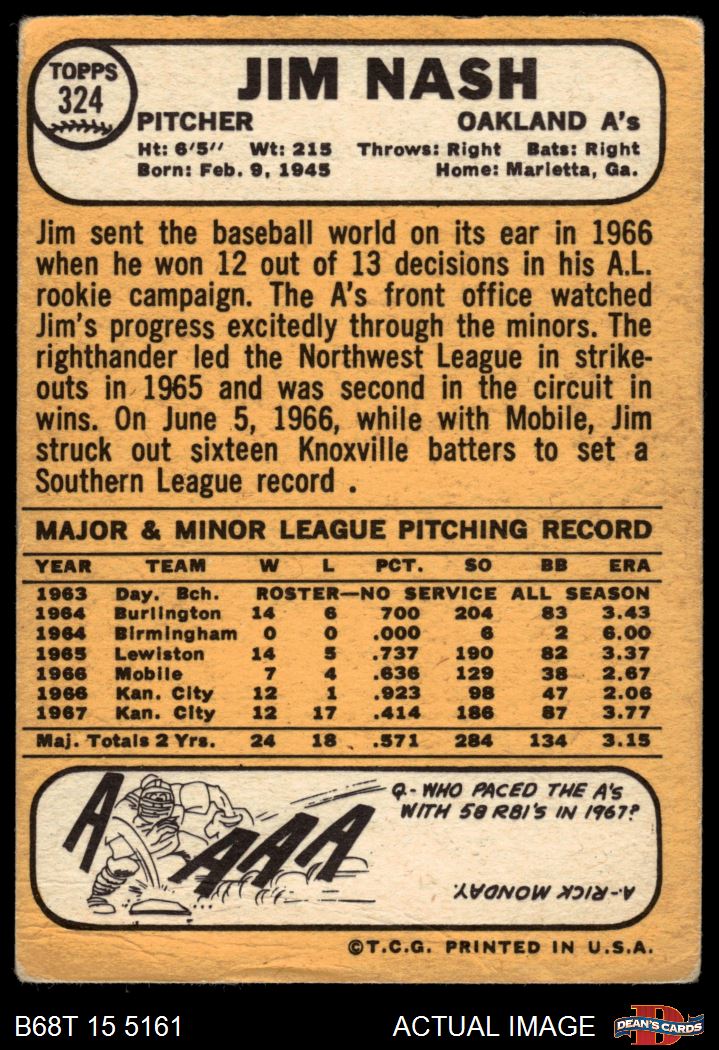 TOPPS
324
JIM NASH
PITCHER OAKLAND A's
Ht: 6'5" Wt: 215 Throws: Right Bats: Right
Born: Feb. 9, 1945 Home: Marietta, Ga.
Jim sent the baseball world on its ear in 1966
when he won 12 out of 13 decisions in his A.L.
rookie campaign. The A's front office watched
Jim's progress excitedly through the minors. The
righthander led the Northwest League in strike-
outs in 1965 and was second in the circuit in
wins. On June 5, 1966, while with Mobile, Jim
struck out sixteen Knoxville batters to set a
Southern League record .
MAJOR & MINOR LEAGUE PITCHING RECORD
YEAR TEAM W L PCT. SO BB ERA
1963 Day. Bch. ROSTER—NO SERVICE ALL SEASON
1964 Burlington 14 6 700 204 83 3.43
1964 Birmingham 0 0 .000 6 2 6.00
1965 Lewiston 14 5 .737 190 82 3.37
1966 Mobile 7 4 .636 129 38 2.67
1966 Kan. City 12 1 .923 98 47 2.06
1967 Kan. City 12 17 .414 186 87 3.77
Maj. Totals 2 Yrs. 24 18 .571 284 134 3.15
A AAA
Q- WHO PACED THE A'S
WITH 58 RBI'S IN 1967?
A-RICK MONDAY.
©T.C.G. PRINTED IN U.S.A.
B68T 15 5161 ACTUAL IMAGE D DEAN'S CARDS